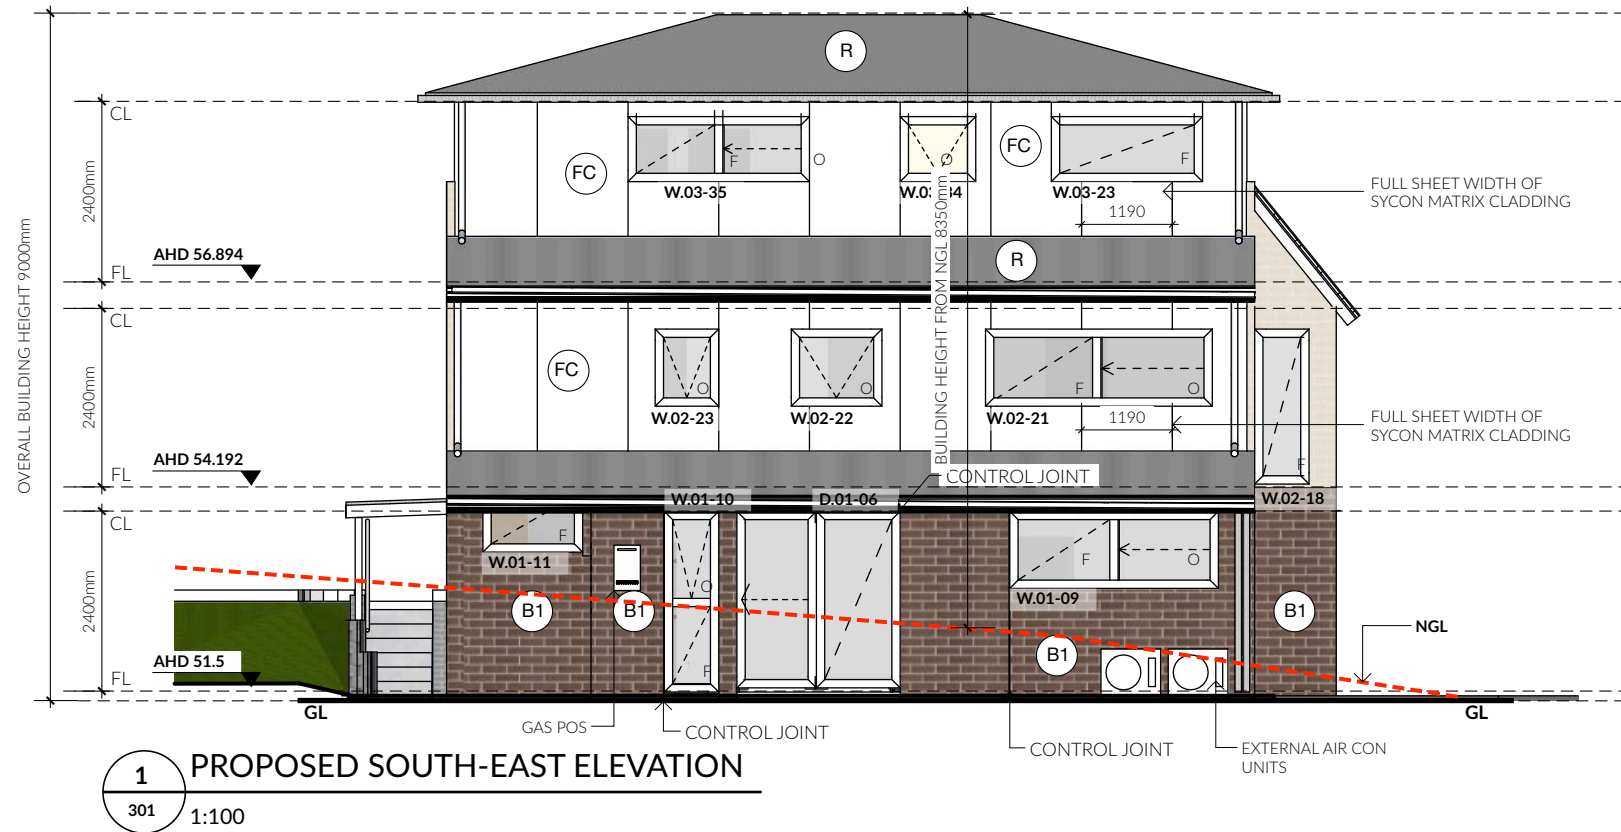 R
CL
FC
FC
F
O
O
F
W.03-35
W.03-34
W.03-23
FULL SHEET WIDTH OF
SYCON MATRIX CLADDING
1190
2400mm
OVERALL BUILDING HEIGHT 9000mm
BUILDING HEIGHT FROM NGL 8350mm
AHD 56.894
FL
R
CL
FC
O
O
F
O
W.02-23
W.02-22
W.02-21
1190
FULL SHEET WIDTH OF
SYCON MATRIX CLADDING
2400mm
AHD 54.192
FL
F
CONTROL JOINT
W.01-10
D.01-06
W.02-18
CL
F
W.01-11
O
F
O
W.01-09
2400mm
B1
B1
B1
B1
NGL
AHD 51.5
FL
F
GL
GL
GAS POS
CONTROL JOINT
CONTROL JOINT
EXTERNAL AIR CON
UNITS
1
301
PROPOSED SOUTH-EAST ELEVATION
1:100